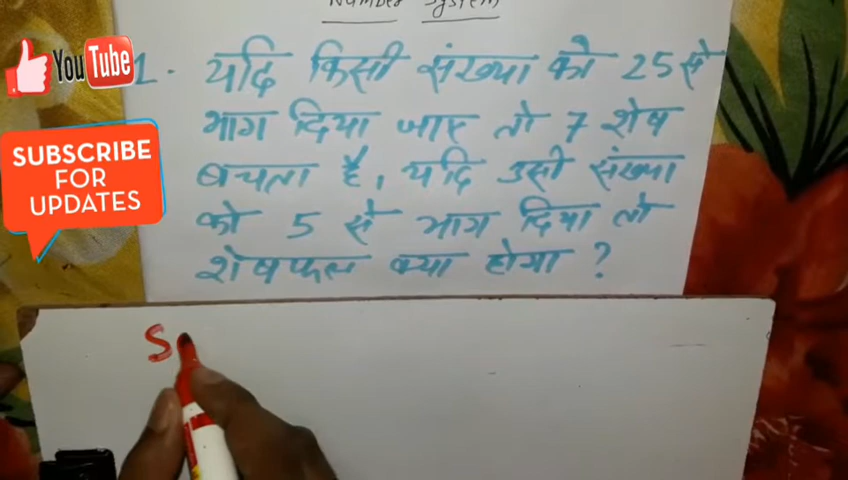 Number System
YouTube
SUBSCRIBE
FOR
UPDATES
1. यदि किसी संख्या को 25 से
भाग दिया जाए तो 7 शेष
बचता है, यदि उसी संख्या
को 5 से भाग दिया तो
शेषफल क्या होगा ?
S